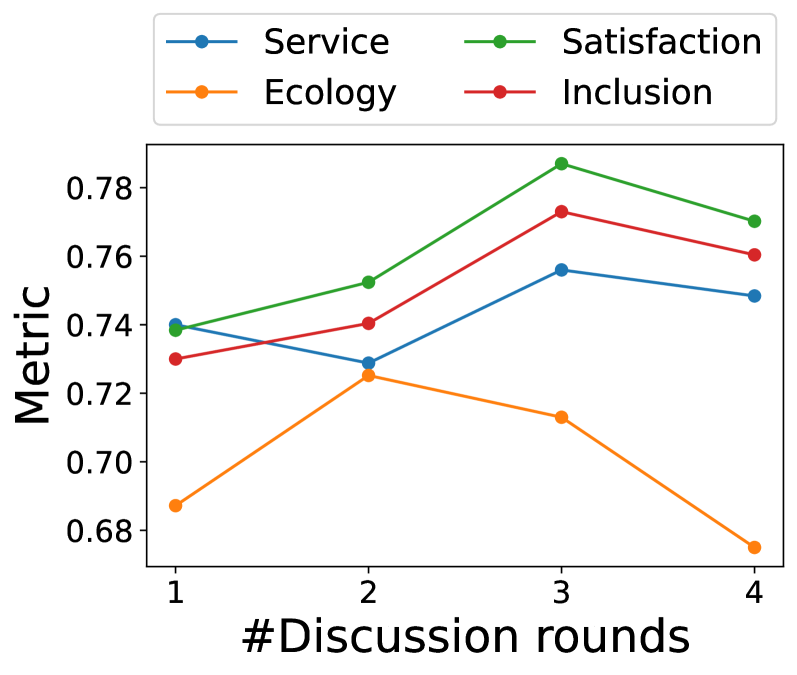 Service
Satisfaction
Ecology
Inclusion
0.78
0.76
0.74
0.72
0.70
0.68
Metric
1 2 3 4
#Discussion rounds